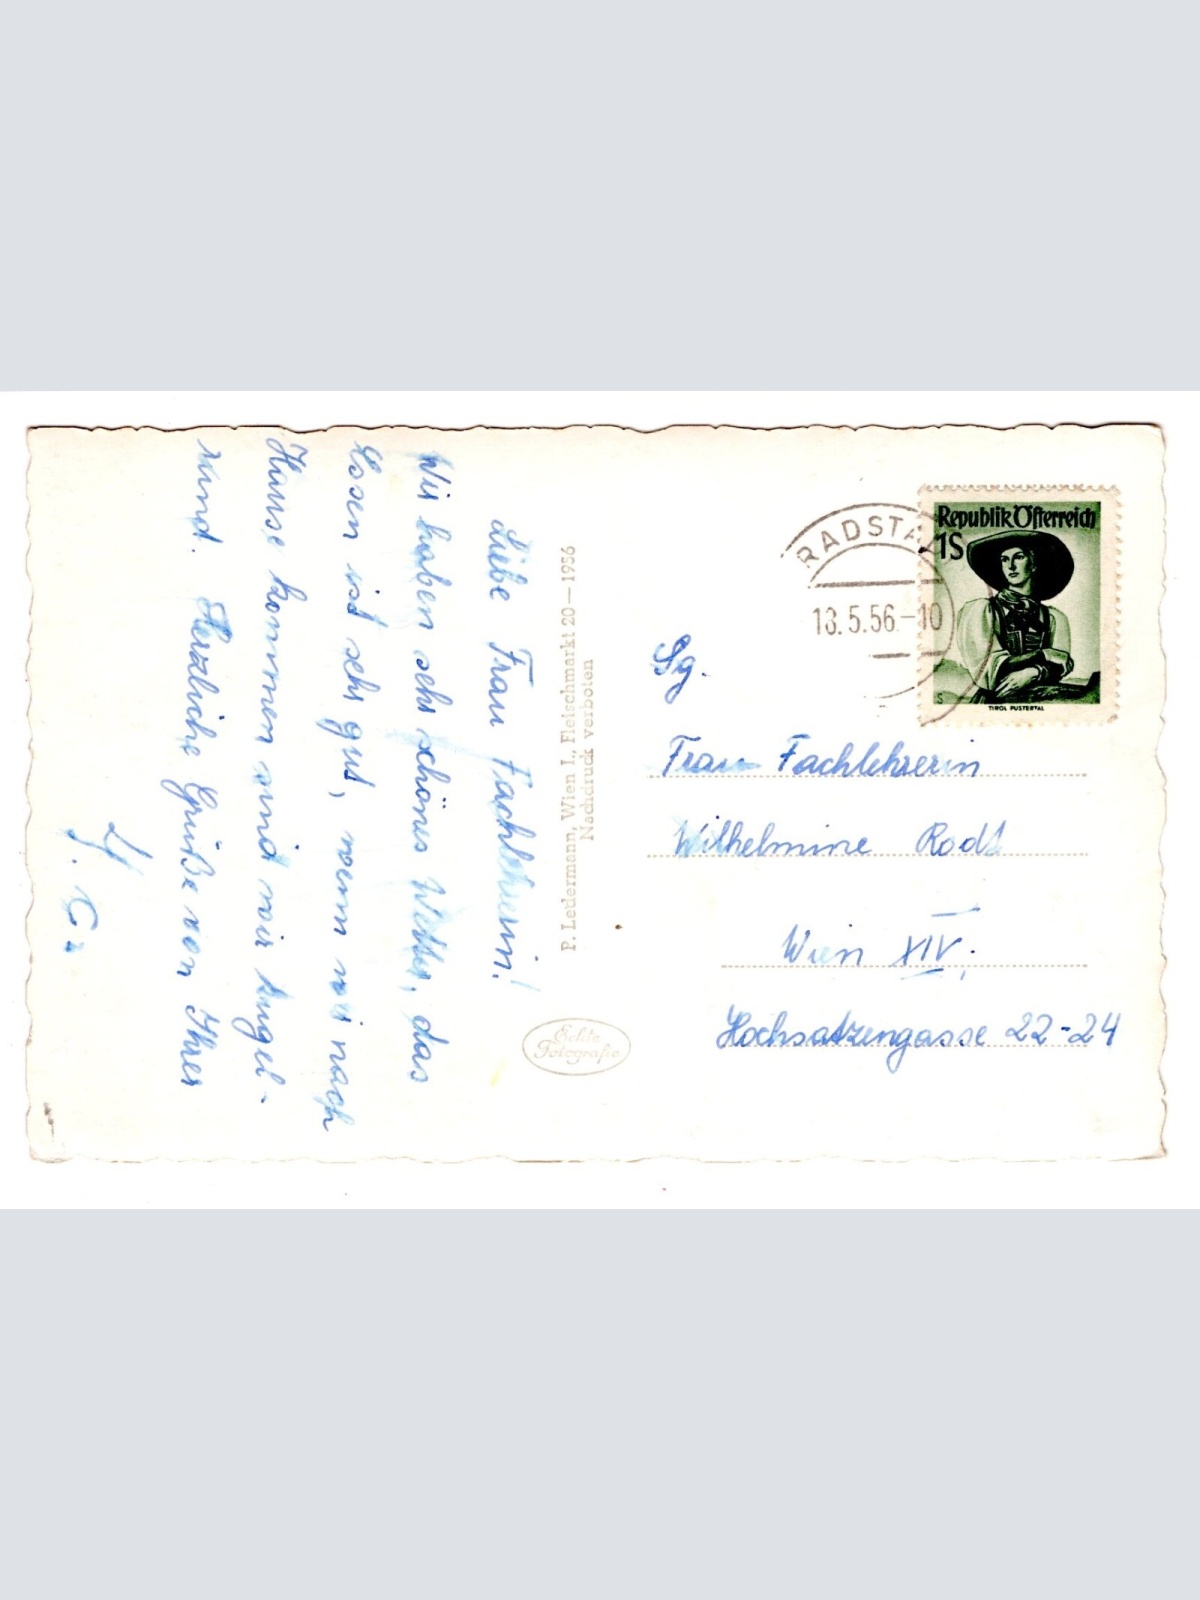 Liebe Frau Fachlehrerin!
Wir haben sehr schönes Wetter, das
Essen ist sehr gut, wenn wir nach
Hause kommen sind wir kugel-
rund. Herzliche Grüße von Ihrer
P. Ledermann, Wien I., Fleischmarkt 20 — 1956
Nachdruck verboten
Echte
Fotografie
RADSTA
13.5.56.-10
Republik Österreich
1S
S
TIROL PUSTERTAL
Sg.
Frau Fachlehrerin
Wilhelmine
Wien XIV.
Hochsatzengasse 22-24